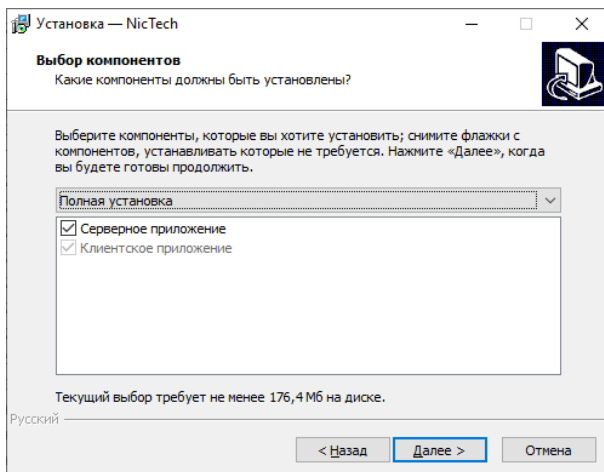 Установка — NicTech
Выбор компонентов
Какие компоненты должны быть установлены?
Выберите компоненты, которые вы хотите установить; снимите флажки с
компонентов, устанавливать которые не требуется. Нажмите «Далее», когда
вы будете готовы продолжить.
Полная установка
Серверное приложение
Клиентское приложение
Текущий выбор требует не менее 176,4 Мб на диске.
Русский
< Назад
Далее >
Отмена